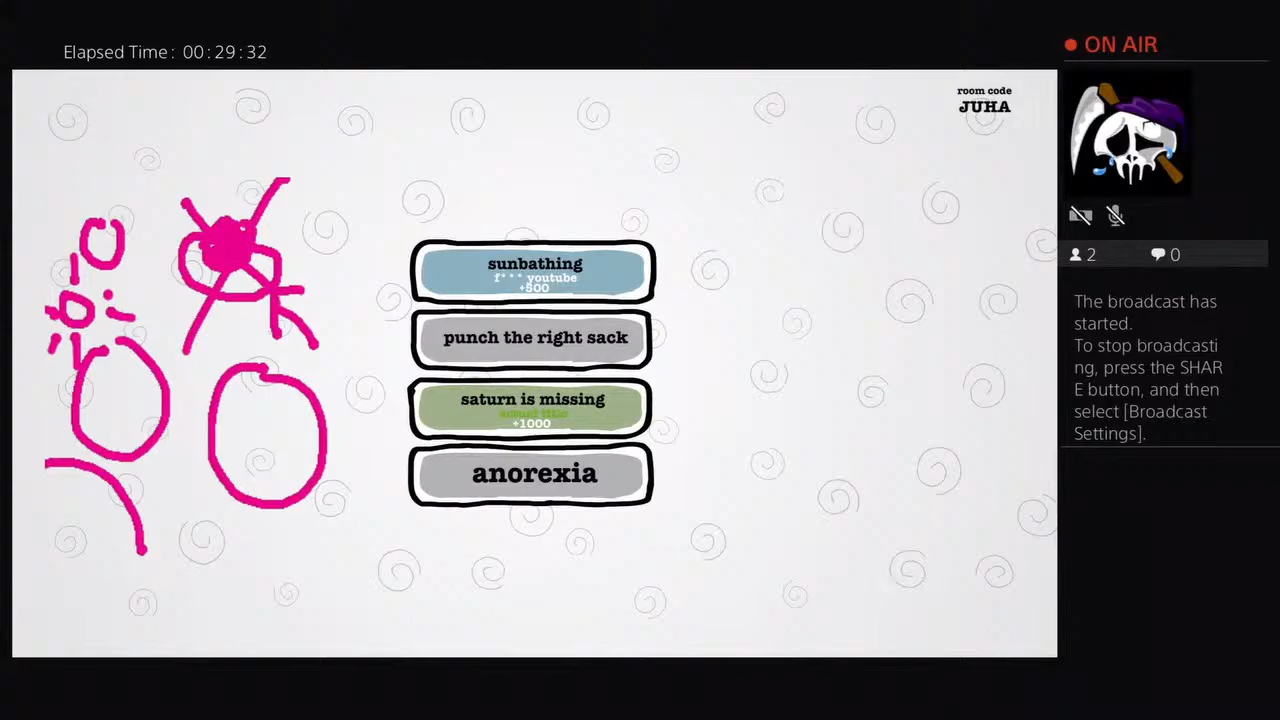 Elapsed Time: 00:29:32
ON AIR
room code
JUHA
sunbathing
f*** youtube
+500
punch the right sack
saturn is missing
actual title
+1000
anorexia
2
0
The broadcast has
started.
To stop broadcasti
ng, press the SHAR
E button, and then
select [Broadcast
Settings].